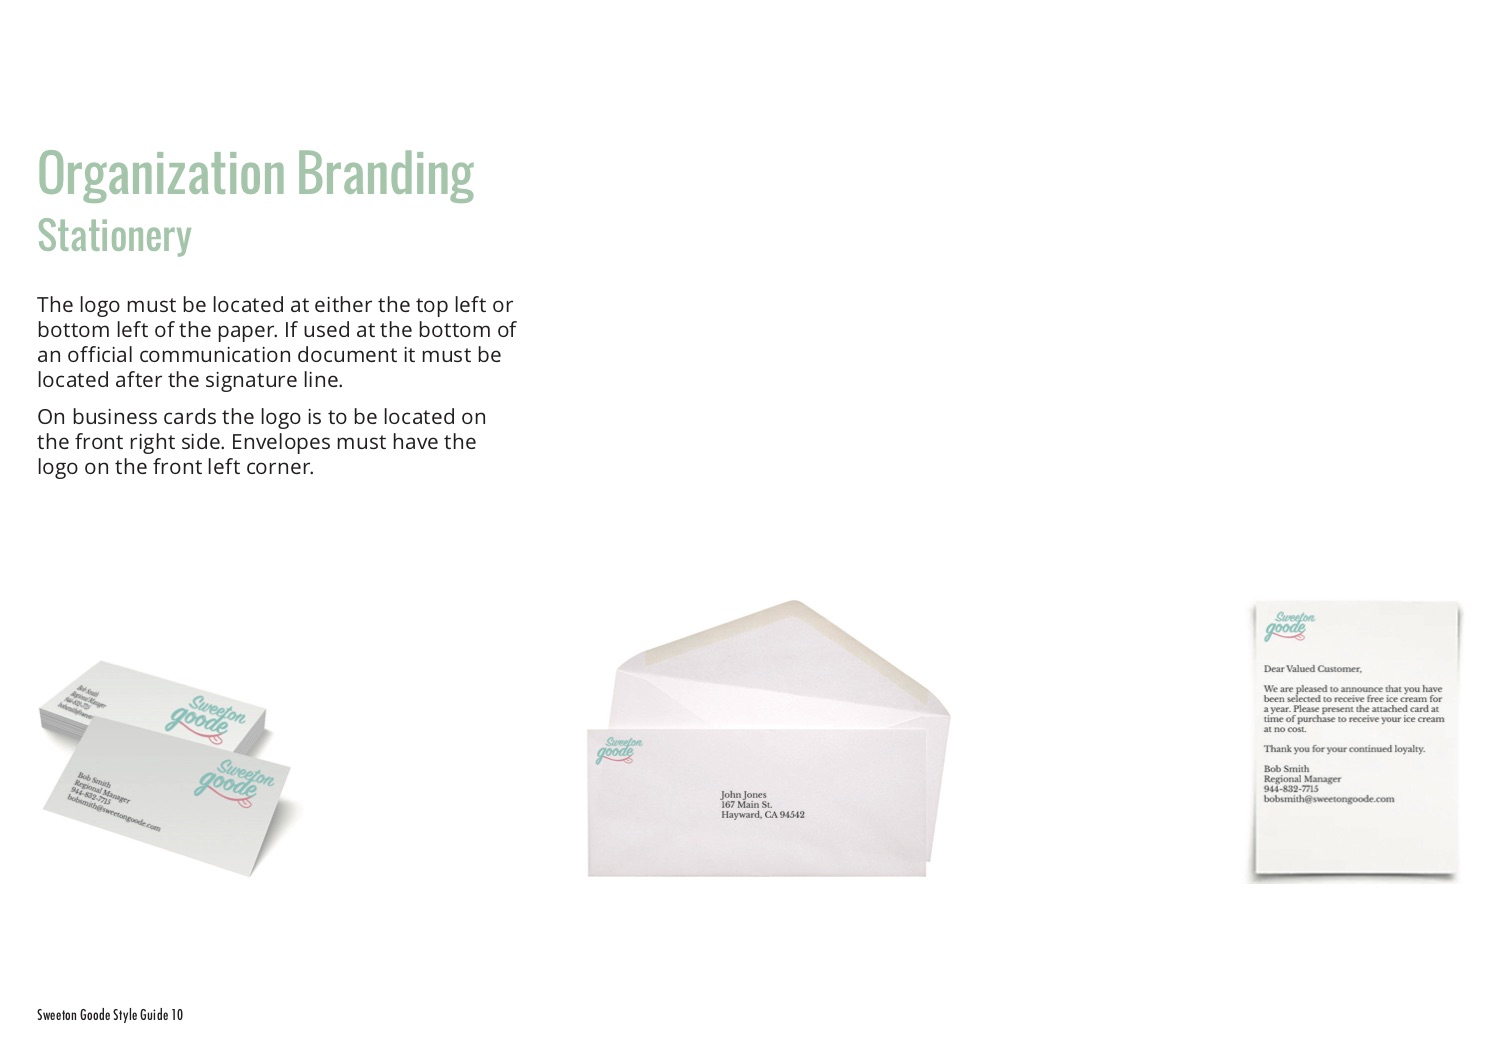 Organization Branding
Stationery
The logo must be located at either the top left or
bottom left of the paper. If used at the bottom of
an official communication document it must be
located after the signature line.
On business cards the logo is to be located on
the front right side. Envelopes must have the
logo on the front left corner.
Bob Smith
Regional Manager
944-832-7715
Sweeton
goode
Bob Smith
Regional Manager
944-832-7715
bobsmith@sweetongoode.com
Sweeton
goode
Sweeton
goode
John Jones
167 Main St.
Hayward, CA 94542
Sweeton
goode
Dear Valued Customer,
We are pleased to announce that you have
been selected to receive free ice cream for
a year. Please present the attached card at
time of purchase to receive your ice cream
at no cost.
Thank you for your continued loyalty.
Bob Smith
Regional Manager
944-832-7715
bobsmith@sweetongoode.com
Sweeton Goode Style Guide 10